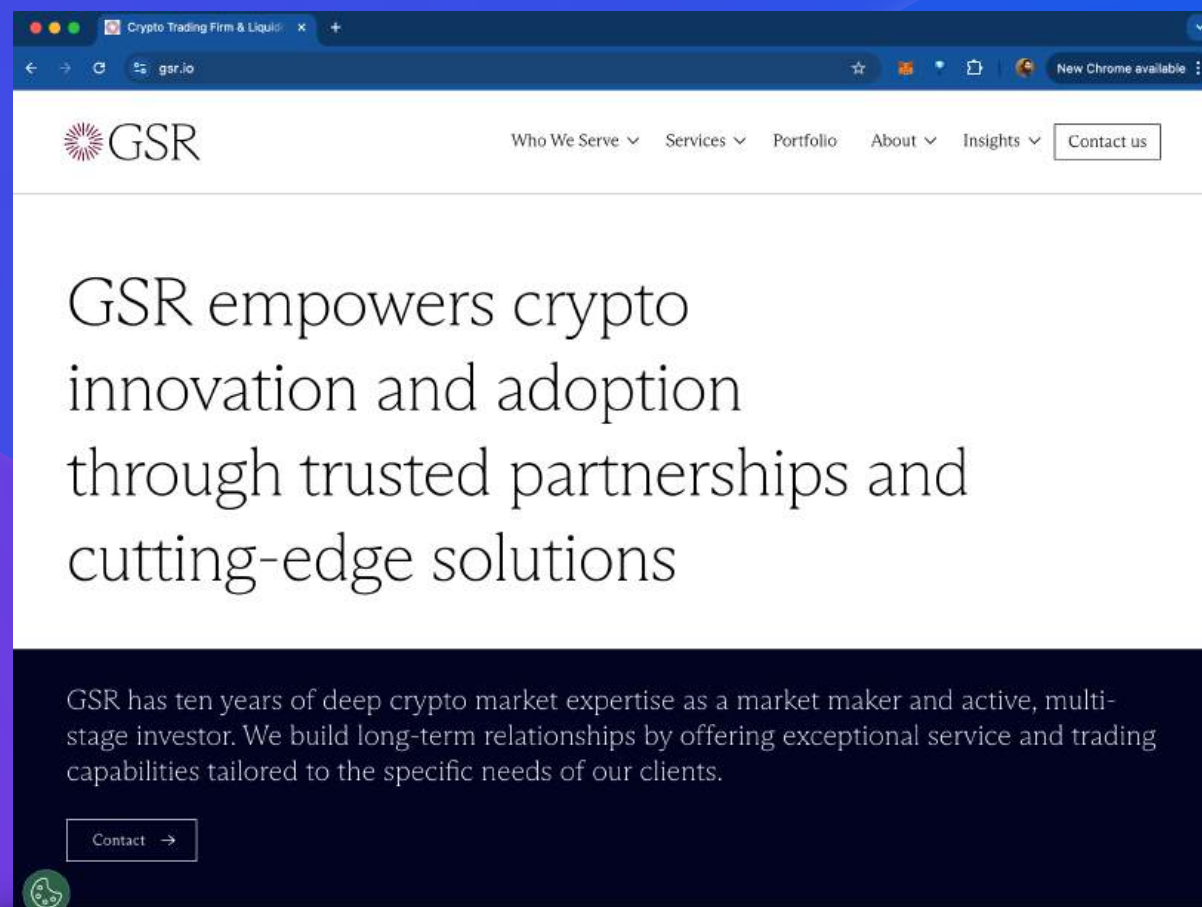 Crypto Trading Firm & Liquidi
gsr.io
New Chrome available
GSR
Who We Serve
Services
Portfolio
About
Insights
Contact us
GSR empowers crypto
innovation and adoption
through trusted partnerships and
cutting-edge solutions
GSR has ten years of deep crypto market expertise as a market maker and active, multi-
stage investor. We build long-term relationships by offering exceptional service and trading
capabilities tailored to the specific needs of our clients.
Contact →